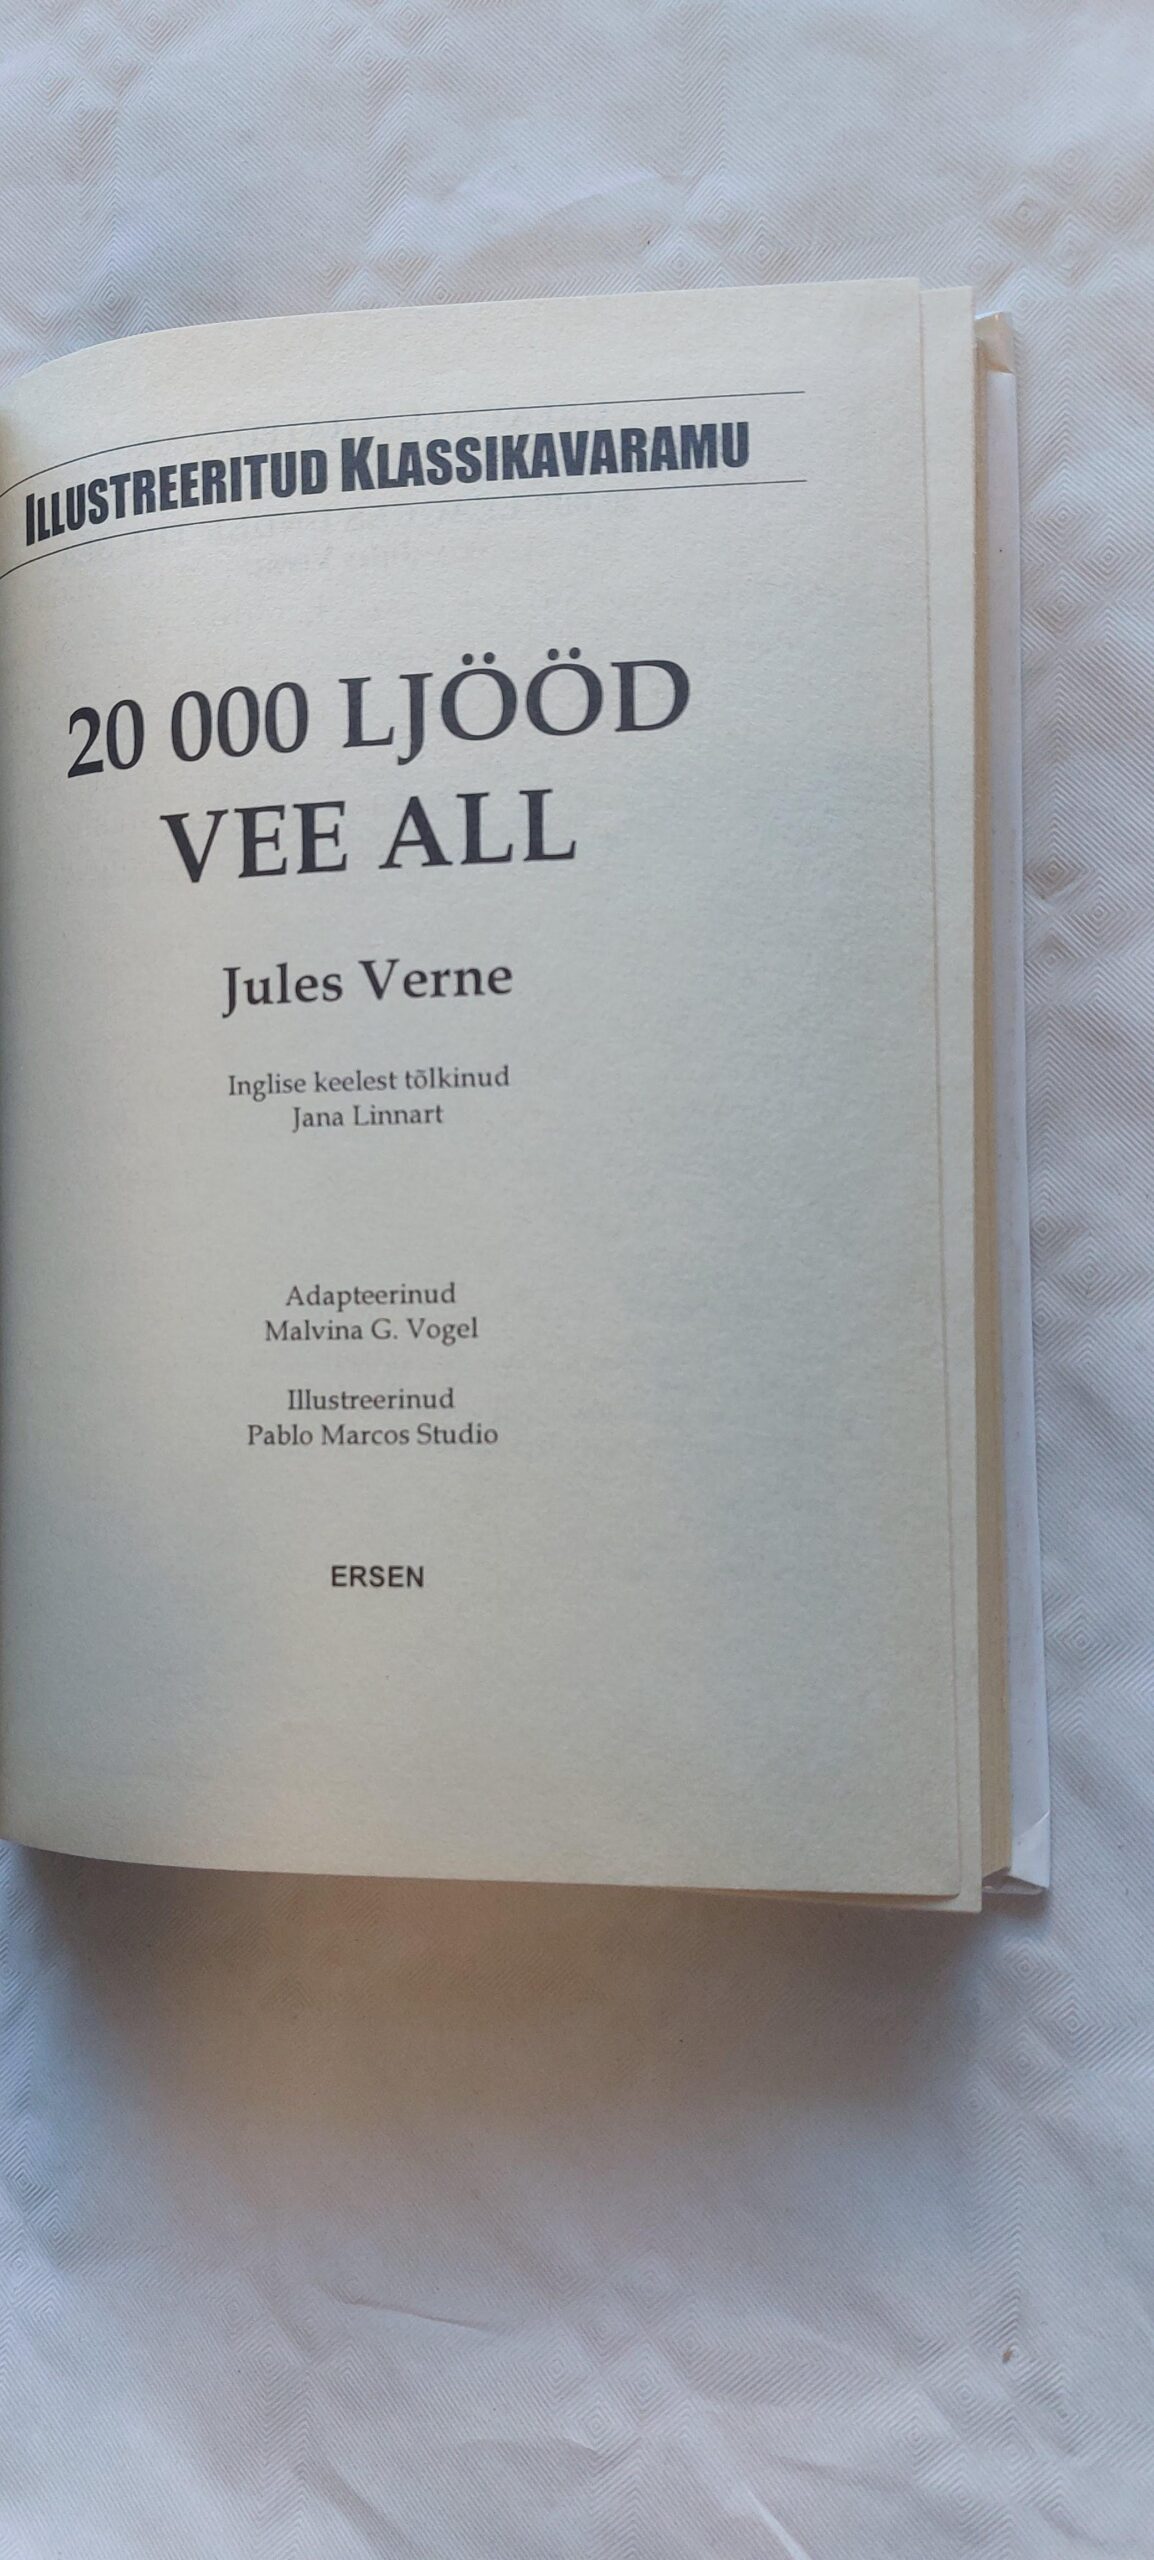 ILLUSTREERITUD KLASSIKAVARAMU
20 000 LJÖÖD
VEE ALL
Jules Verne
Inglise keelest tõlkinud
Jana Linnart
Adapteerinud
Malvina G. Vogel
Illustreerinud
Pablo Marcos Studio
ERSEN